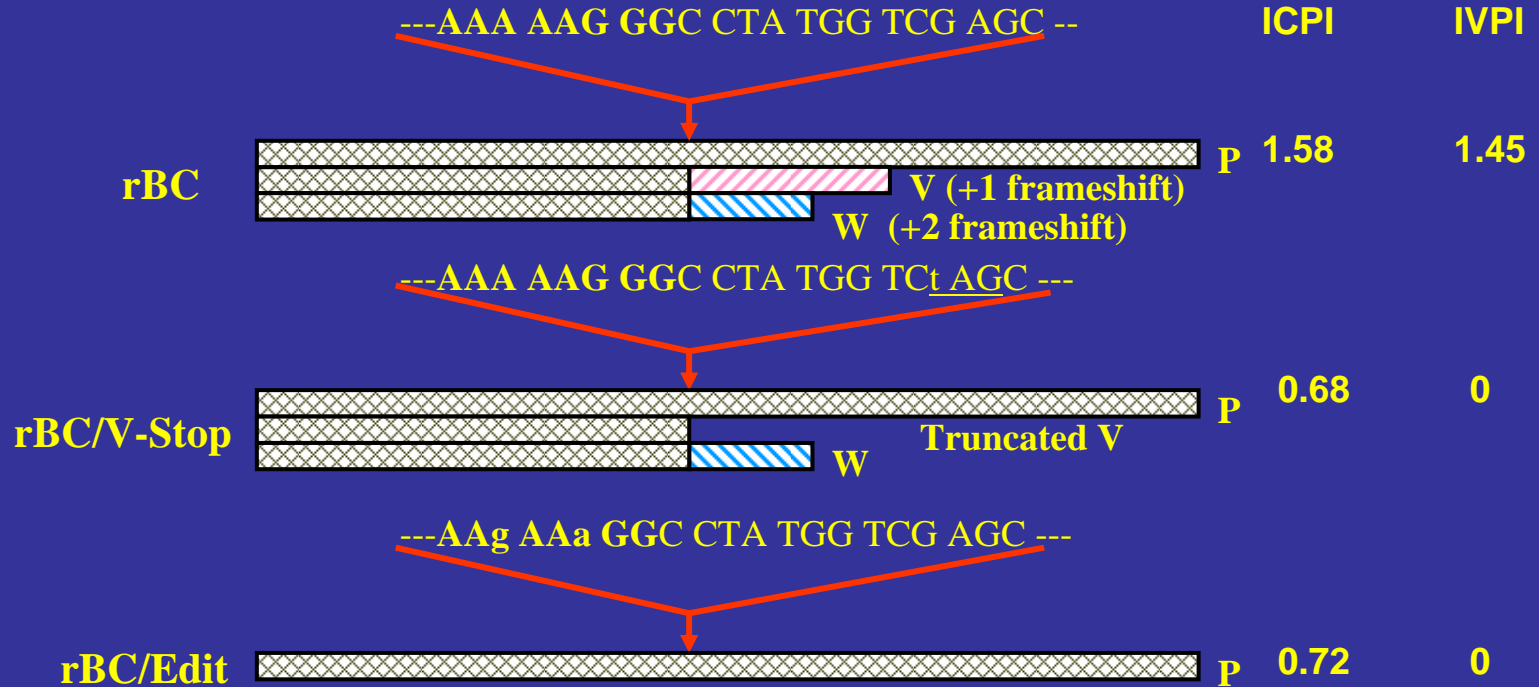 ---AAA AAG GGC CTA TGG TCG AGC -- ICPI IVPI
rBC P 1.58 1.45
V (+1 frameshift)
W (+2 frameshift)
---AAA AAG GGC CTA TGG TCt AGC ---
rBC/V-Stop P 0.68 0
Truncated V
W
---AAg AAa GGC CTA TGG TCG AGC ---
rBC/Edit P 0.72 0